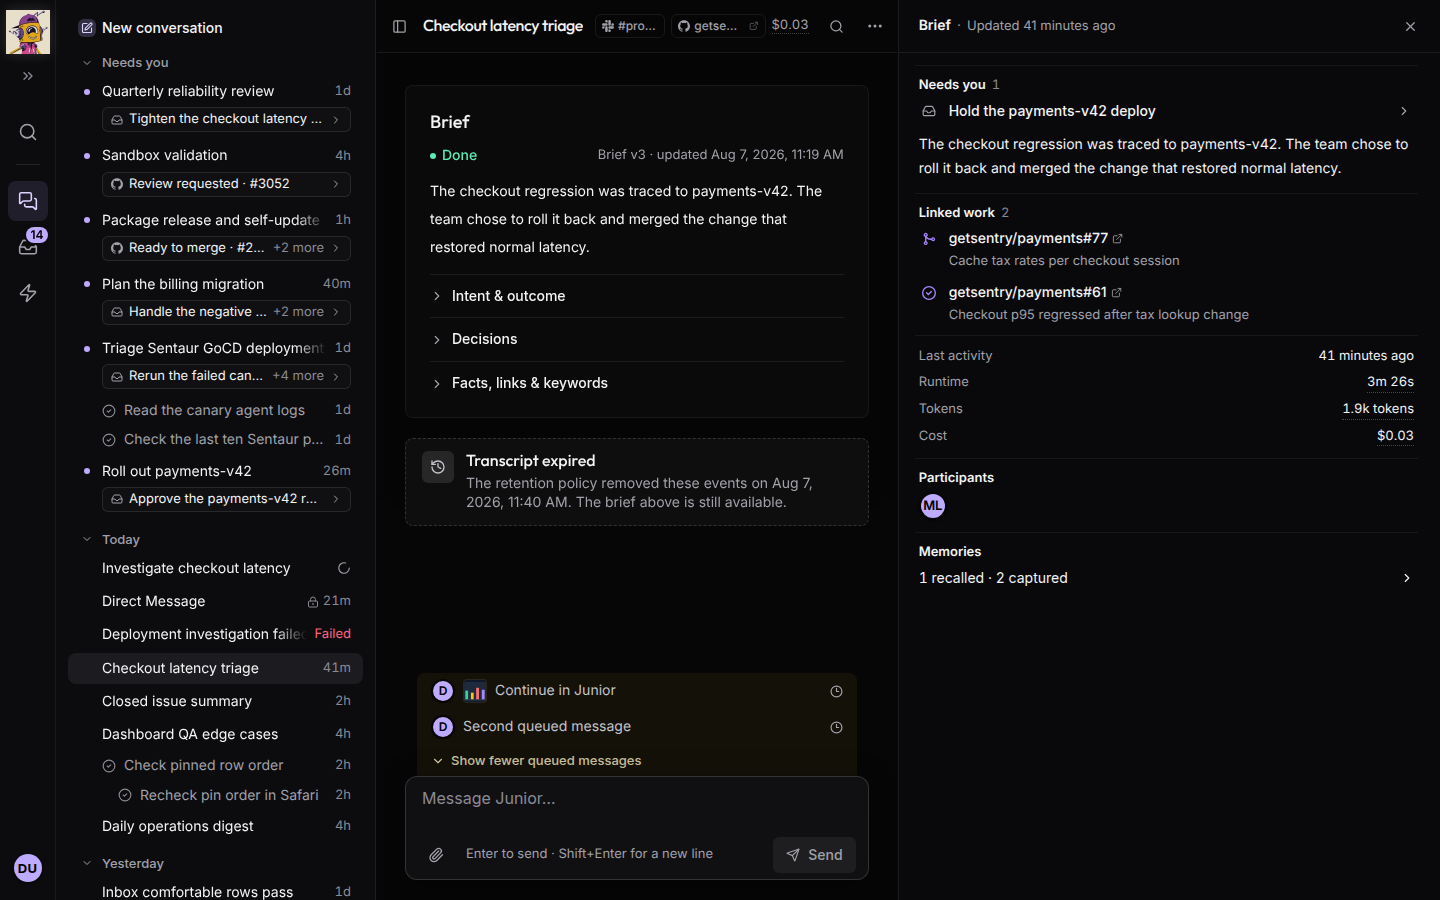 New conversation
Needs you
Quarterly reliability review 1d
Tighten the checkout latency ...
Sandbox validation 4h
Review requested · #3052
Package release and self-update 1h
Ready to merge · #2... +2 more
Plan the billing migration 40m
Handle the negative ... +2 more
Triage Sentaur GoCD deployment 1d
Rerun the failed can... +4 more
Read the canary agent logs 1d
Check the last ten Sentaur p... 1d
Roll out payments-v42 26m
Approve the payments-v42 r...
Today
Investigate checkout latency
Direct Message 21m
Deployment investigation failed Failed
Checkout latency triage 41m
Closed issue summary 2h
Dashboard QA edge cases 4h
Check pinned row order 2h
Recheck pin order in Safari 2h
Daily operations digest 4h
Yesterday
Inbox comfortable rows pass 1d
14
DU
Checkout latency triage #pro... getse... $0.03
Brief
Done Brief v3 · updated Aug 7, 2026, 11:19 AM
The checkout regression was traced to payments-v42. The
team chose to roll it back and merged the change that
restored normal latency.
Intent & outcome
Decisions
Facts, links & keywords
Transcript expired
The retention policy removed these events on Aug 7,
2026, 11:40 AM. The brief above is still available.
D Continue in Junior
D Second queued message
Show fewer queued messages
Message Junior...
Enter to send · Shift+Enter for a new line Send
Brief · Updated 41 minutes ago
Needs you 1
Hold the payments-v42 deploy
The checkout regression was traced to payments-v42. The team chose to
roll it back and merged the change that restored normal latency.
Linked work 2
getsentry/payments#77
Cache tax rates per checkout session
getsentry/payments#61
Checkout p95 regressed after tax lookup change
Last activity 41 minutes ago
Runtime 3m 26s
Tokens 1.9k tokens
Cost $0.03
Participants
ML
Memories
1 recalled · 2 captured